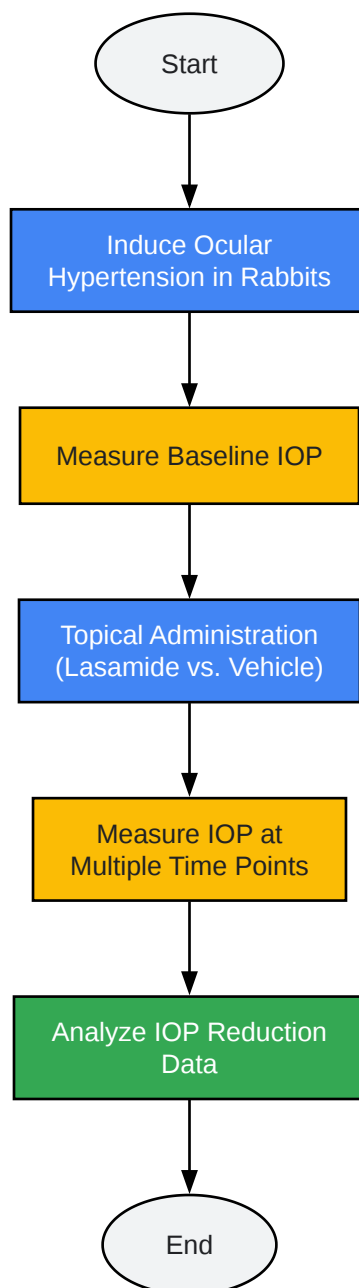 Start
Induce Ocular
Hypertension in Rabbits
Measure Baseline IOP
Topical Administration
(Lasamide vs. Vehicle)
Measure IOP at
Multiple Time Points
Analyze IOP Reduction
Data
End